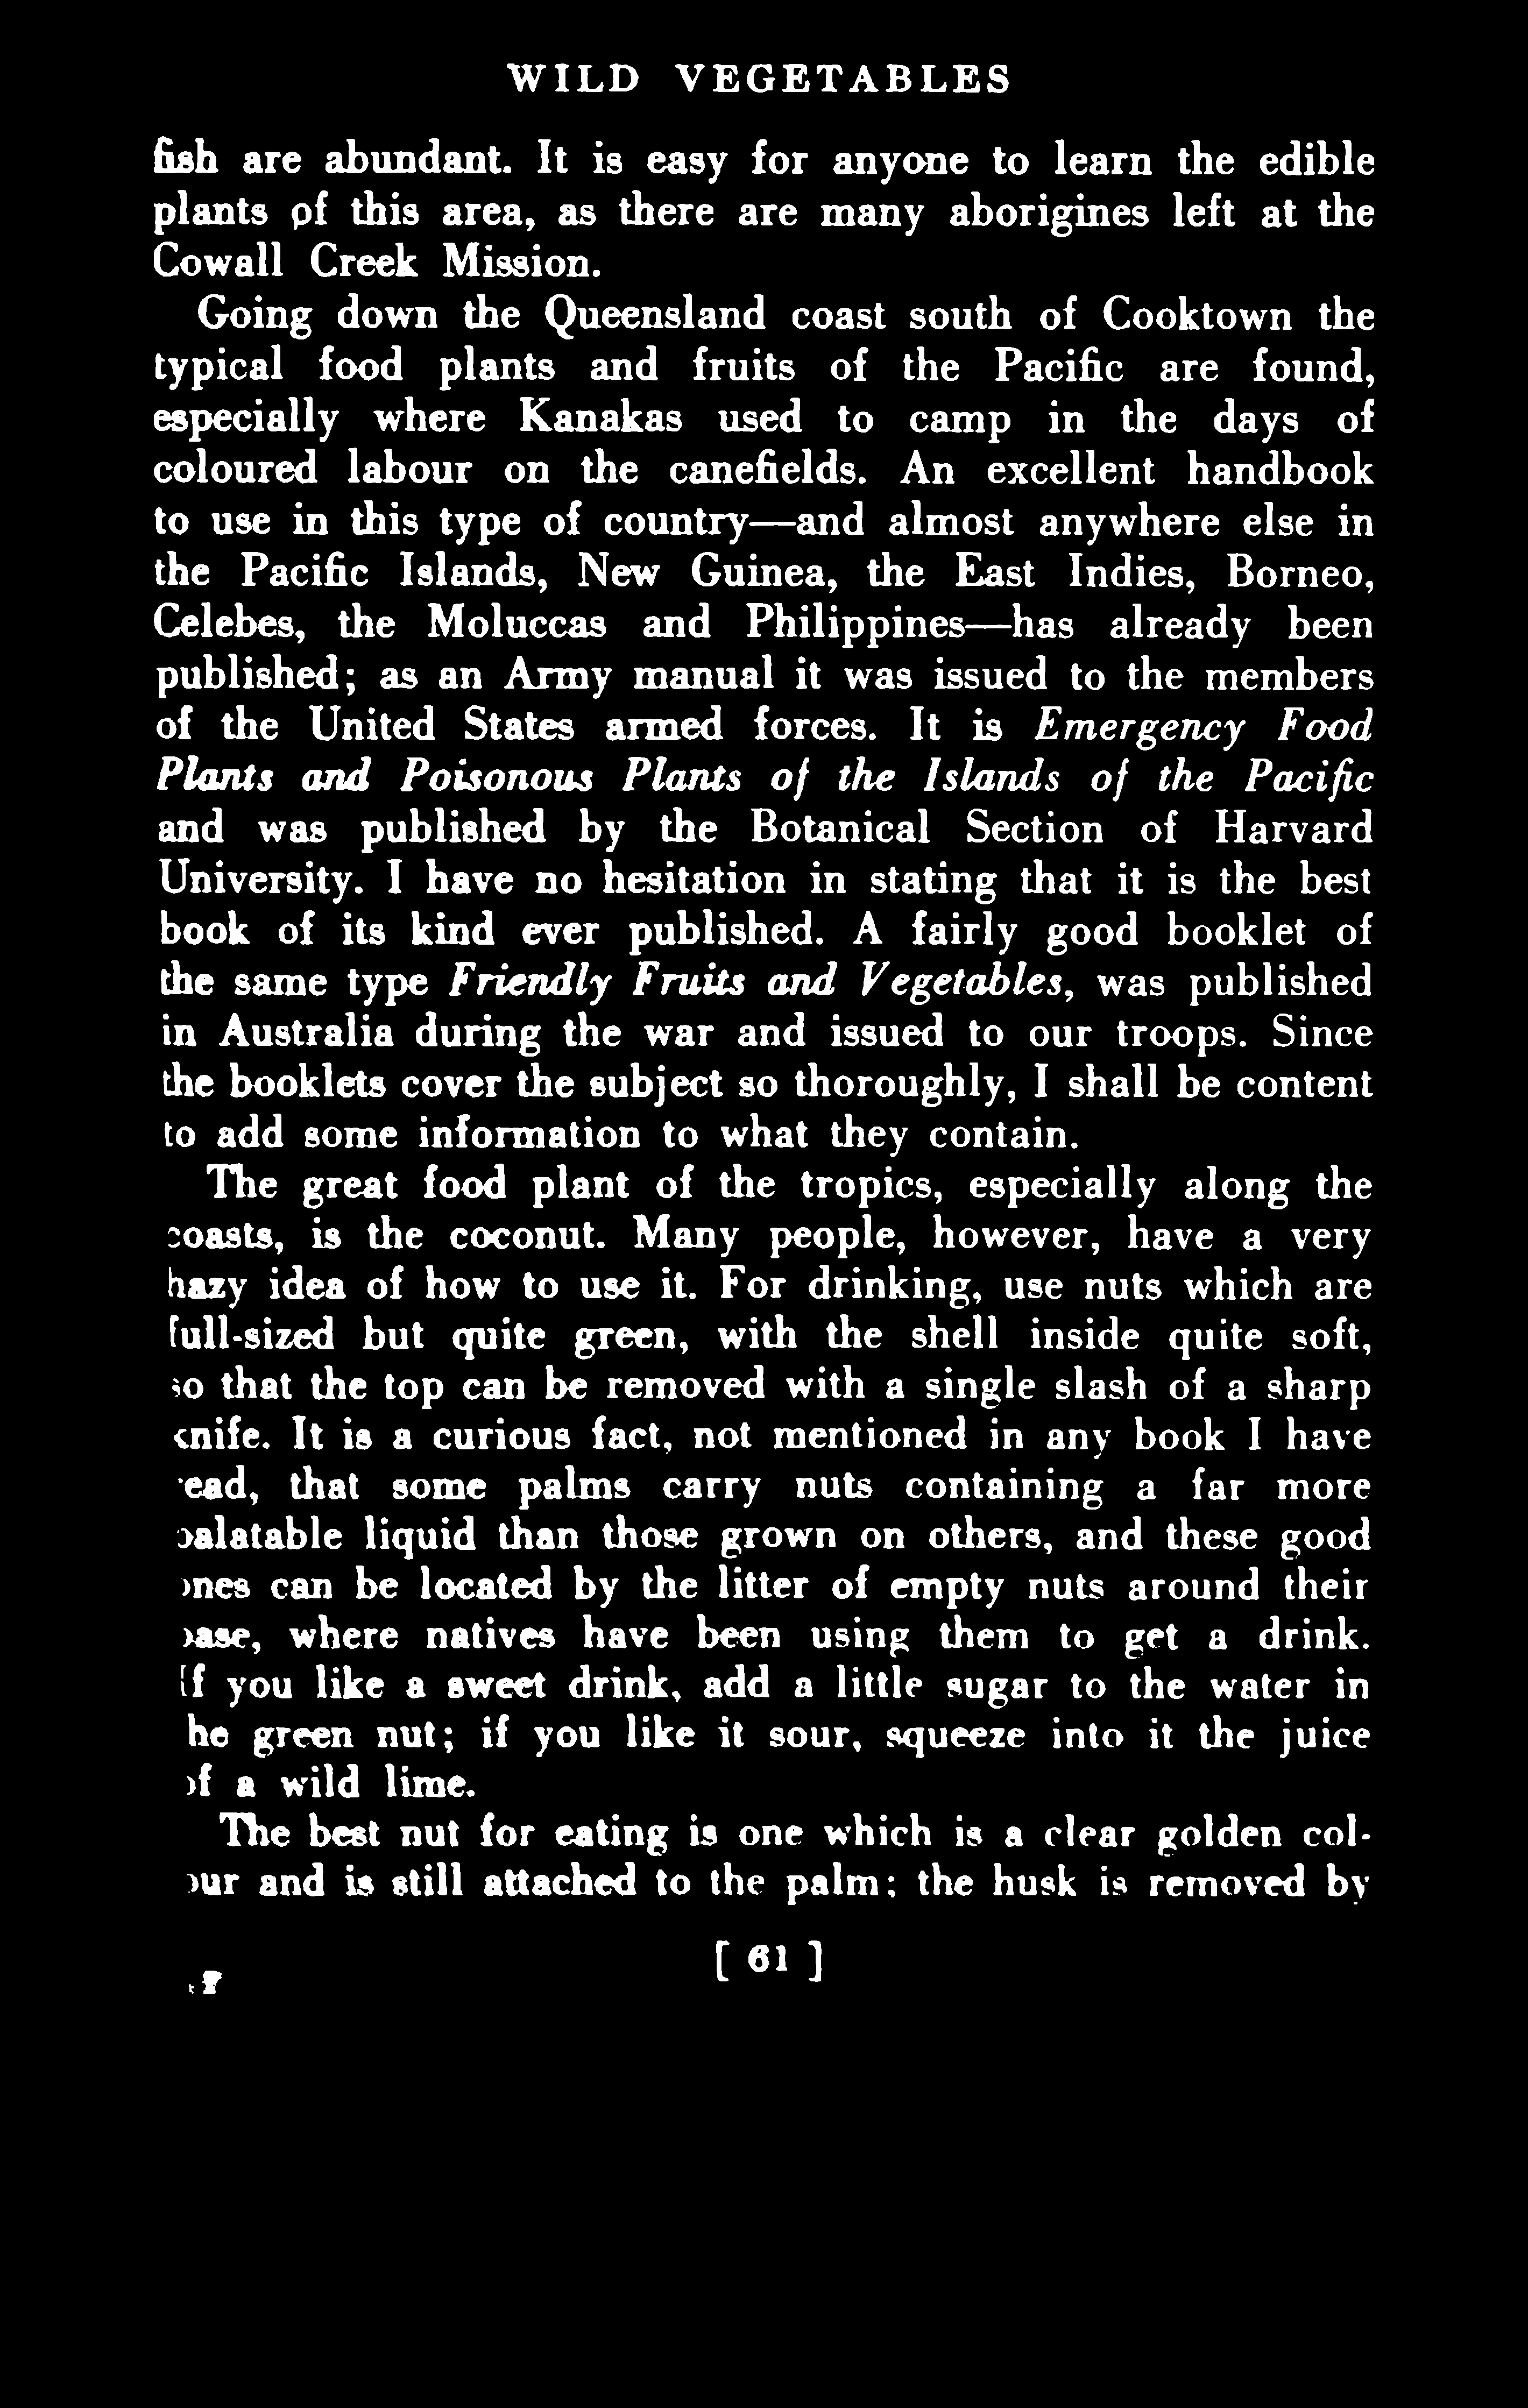 WILD VEGETABLES
fish are abundant. It is easy for anyone to learn the edible
plants of this area, as there are many aborigines left at the
Cowall Creek Mission.
Going down the Queensland coast south of Cooktown the
typical food plants and fruits of the Pacific are found,
especially where Kanakas used to camp in the days of
coloured labour on the canefields. An excellent handbook
to use in this type of country—and almost anywhere else in
the Pacific Islands, New Guinea, the East Indies, Borneo,
Celebes, the Moluccas and Philippines—has already been
published; as an Army manual it was issued to the members
of the United States armed forces. It is Emergency Food
Plants and Poisonous Plants of the Islands of the Pacific
and was published by the Botanical Section of Harvard
University. I have no hesitation in stating that it is the best
book of its kind ever published. A fairly good booklet of
the same type Friendly Fruits and Vegetables, was published
in Australia during the war and issued to our troops. Since
the booklets cover the subject so thoroughly, I shall be content
to add some information to what they contain.
The great food plant of the tropics, especially along the
coasts, is the coconut. Many people, however, have a very
hazy idea of how to use it. For drinking, use nuts which are
full-sized but quite green, with the shell inside quite soft,
so that the top can be removed with a single slash of a sharp
knife. It is a curious fact, not mentioned in any book I have
read, that some palms carry nuts containing a far more
palatable liquid than those grown on others, and these good
ones can be located by the litter of empty nuts around their
base, where natives have been using them to get a drink.
If you like a sweet drink, add a little sugar to the water in
he green nut; if you like it sour, squeeze into it the juice
of a wild lime.
The best nut for eating is one which is a clear golden col-
our and is still attached to the palm; the husk is removed by
[ 61 ]